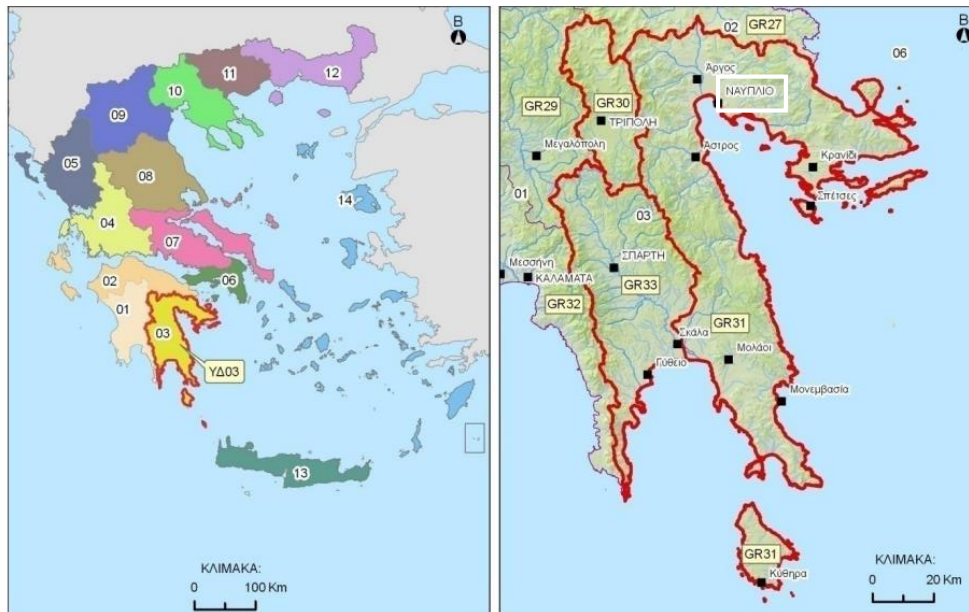 Β
12
11
10
09
05
08
14
04
07
06
02
01
03
ΥΔ03
13
ΚΛΙΜΑΚΑ:
0 100 Km
02
GR27
Β
06
Άργος
ΝΑΥΠΛΙΟ
GR29
GR30
ΤΡΙΠΟΛΗ
Μεγαλόπολη
Άστρος
Κρανίδι
01
Σπέτσες
03
Μεσσήνη
ΣΠΑΡΤΗ
ΚΑΛΑΜΑΤΑ
GR33
GR32
GR31
Σκάλα
Μολάοι
Γύθειο
Μονεμβασία
GR31
Κύθηρα
ΚΛΙΜΑΚΑ:
0 20 Km